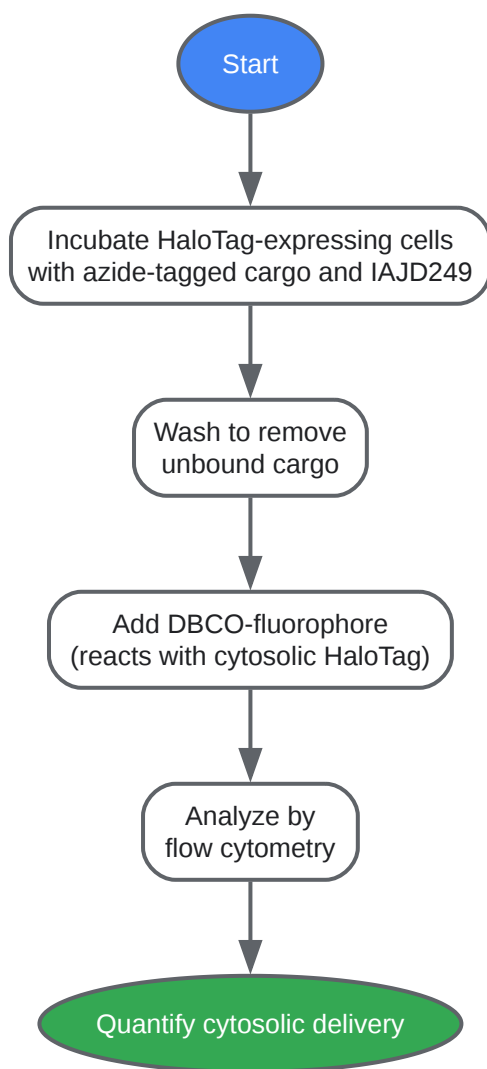 Start
Incubate HaloTag-expressing cells
with azide-tagged cargo and IAJD249
Wash to remove
unbound cargo
Add DBCO-fluorophore
(reacts with cytosolic HaloTag)
Analyze by
flow cytometry
Quantify cytosolic delivery